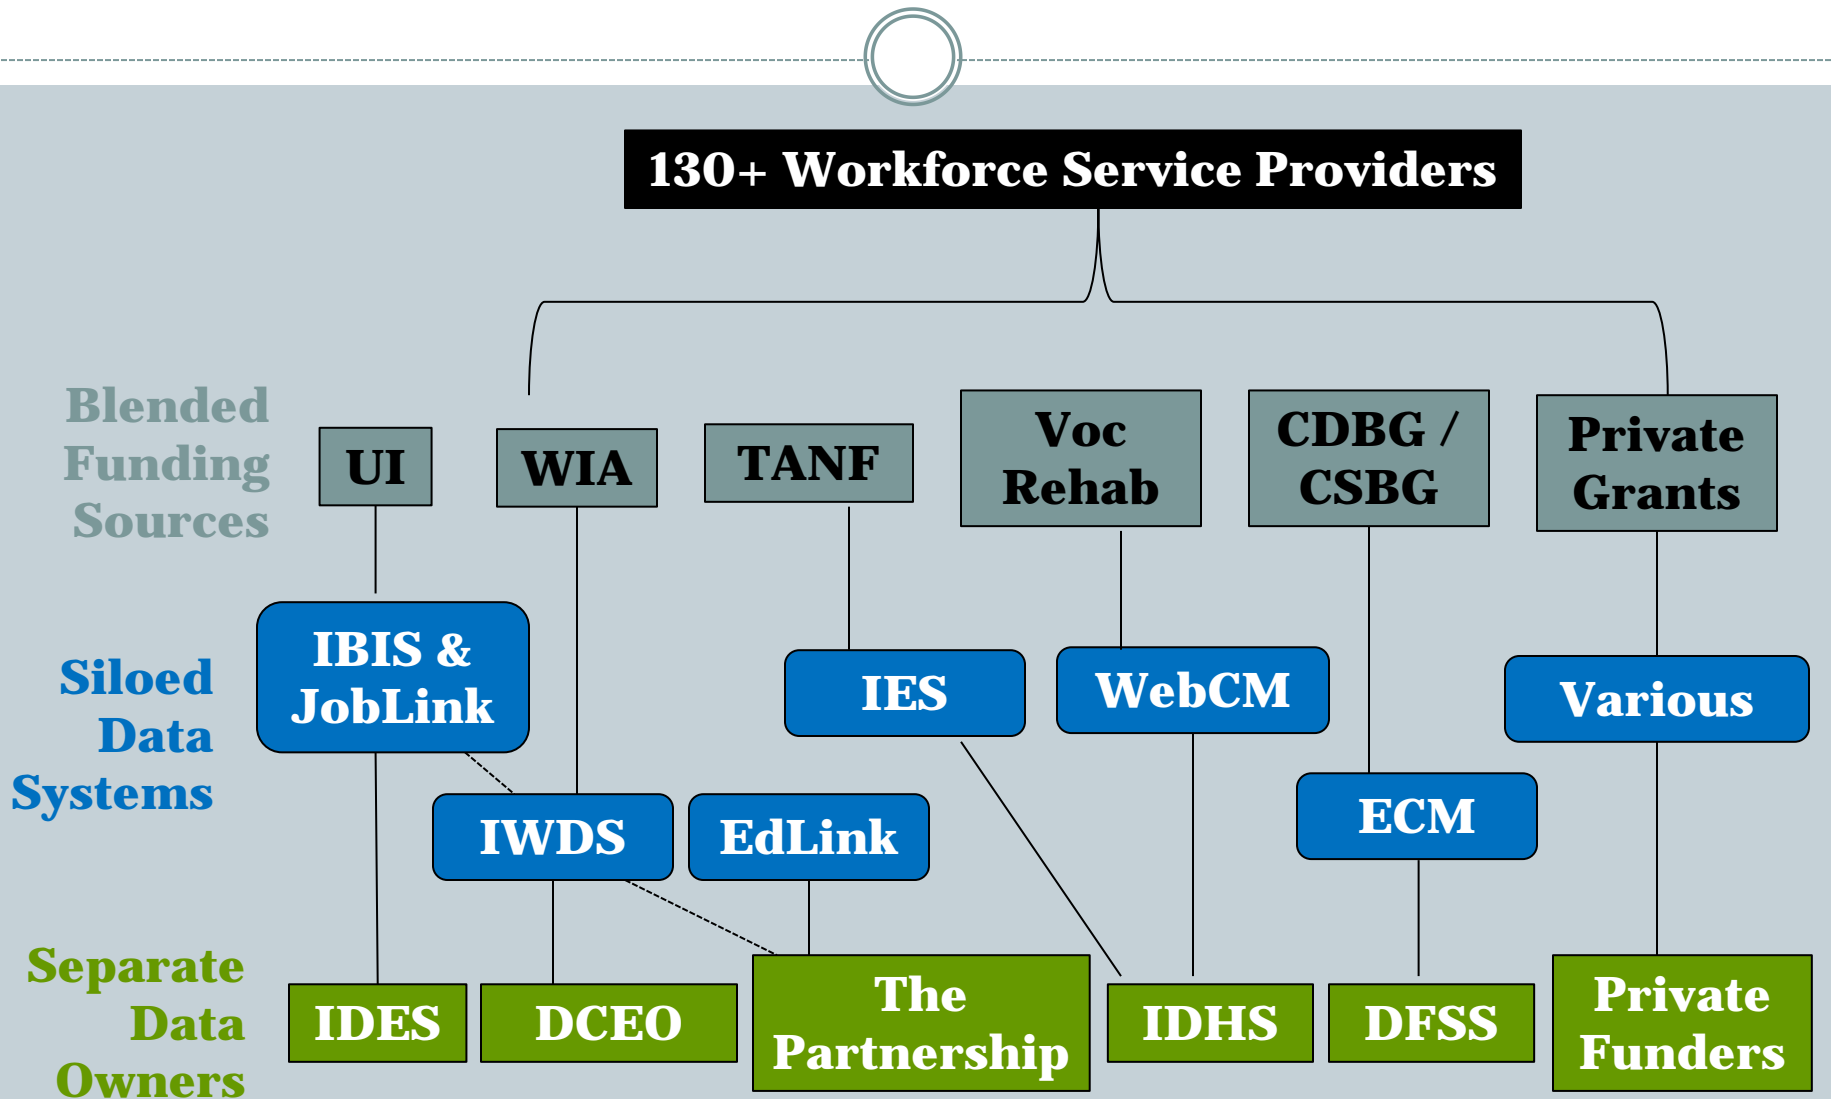 130+ Workforce Service Providers
Blended
Funding
Sources
UI
WIA
TANF
Voc
Rehab
CDBG /
CSBG
Private
Grants
Siloed
Data
Systems
IBIS &
JobLink
IWDS
EdLink
IES
WebCM
ECM
Various
Separate
Data
Owners
IDES
DCEO
The
Partnership
IDHS
DFSS
Private
Funders